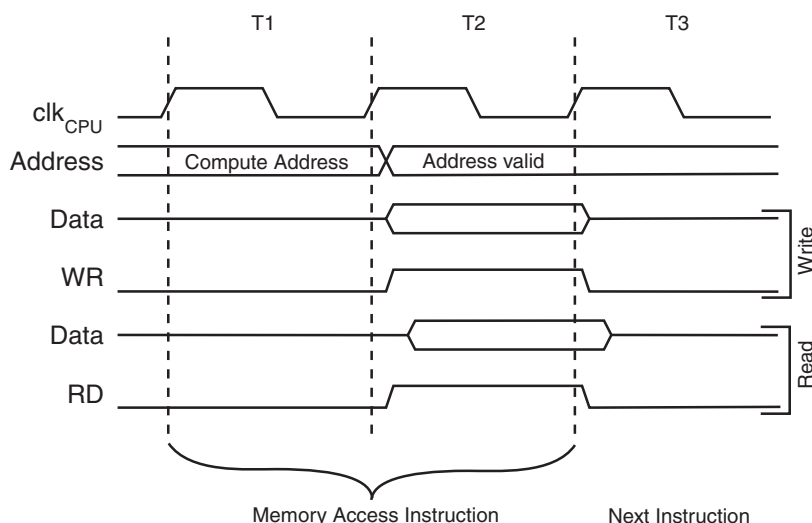 T1 T2 T3
clkCPU
Address Compute Address Address valid
Data
WR
Write
Data
RD
Read
Memory Access Instruction Next Instruction